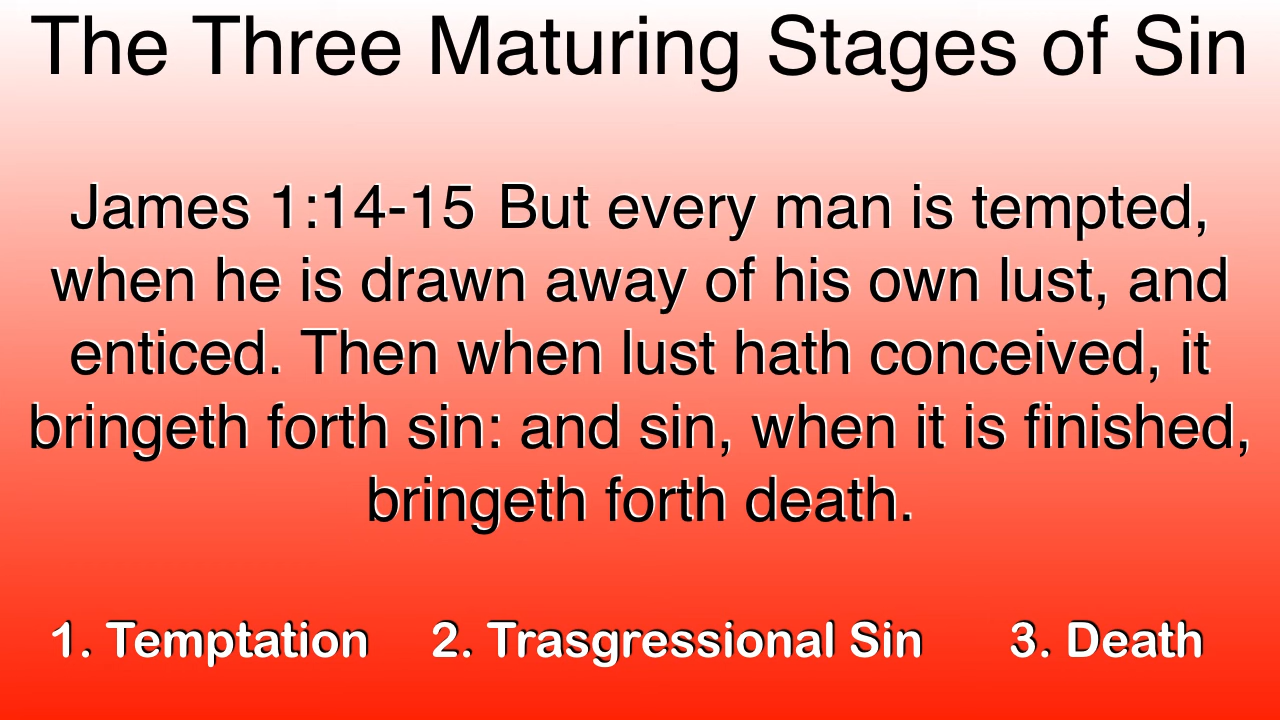 The Three Maturing Stages of Sin
James 1:14-15 But every man is tempted,
when he is drawn away of his own lust, and
enticed. Then when lust hath conceived, it
bringeth forth sin: and sin, when it is finished,
bringeth forth death.
1. Temptation 2. Trasgressional Sin 3. Death